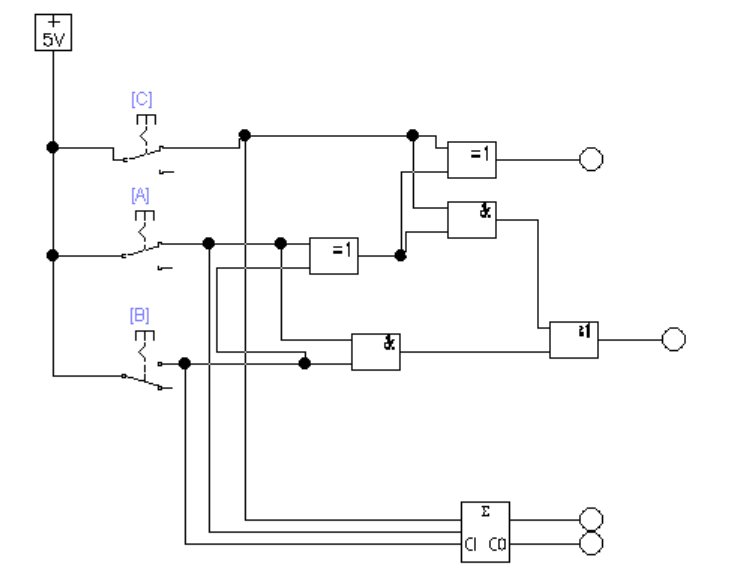 +
5V
[C]
=1
[A]
&
=1
[B]
≥1
&
Σ
CI CO